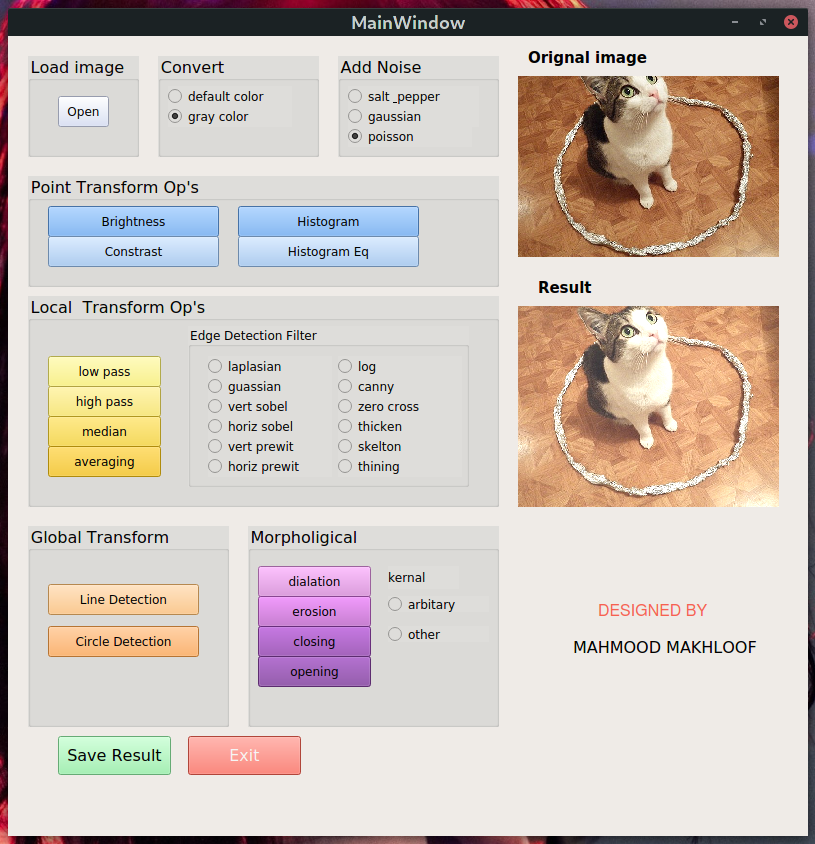 MainWindow
Load image
Open
Convert
default color
gray color
Add Noise
salt_pepper
gaussian
poisson
Orignal image
Point Transform Op's
Brightness
Constrast
Histogram
Histogram Eq
Result
Local  Transform Op's
low pass
high pass
median
averaging
Edge Detection Filter
laplasian
guassian
vert sobel
horiz sobel
vert prewit
horiz prewit
log
canny
zero cross
thicken
skelton
thining
Global Transform
Line Detection
Circle Detection
Morpholigical
dialation
erosion
closing
opening
kernal
arbitary
other
DESIGNED BY
MAHMOOD MAKHLOOF
Save Result
Exit